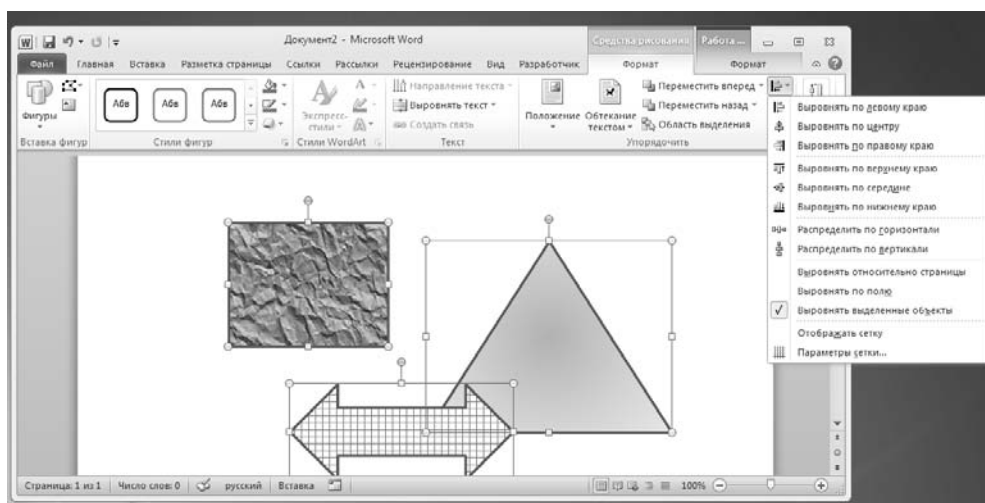 Документ2 - Microsoft Word
Средства рисования
Работа ...
Файл Главная Вставка Разметка страницы Ссылки Рассылки Рецензирование Вид Разработчик Формат Формат
Фигуры
Абв Абв Абв
Экспресс-стили
Направление текста
Выровнять текст
Создать связь
Положение
Обтекание текстом
Переместить вперед
Переместить назад
Область выделения
Вставка фигур Стили фигур Стили WordArt Текст Упорядочить
Выровнять по левому краю
Выровнять по центру
Выровнять по правому краю
Выровнять по верхнему краю
Выровнять по середине
Выровнять по нижнему краю
Распределить по горизонтали
Распределить по вертикали
Выровнять относительно страницы
Выровнять по полю
Выровнять выделенные объекты
Отображать сетку
Параметры сетки...
Страница: 1 из 1 Число слов: 0 русский Вставка 100%